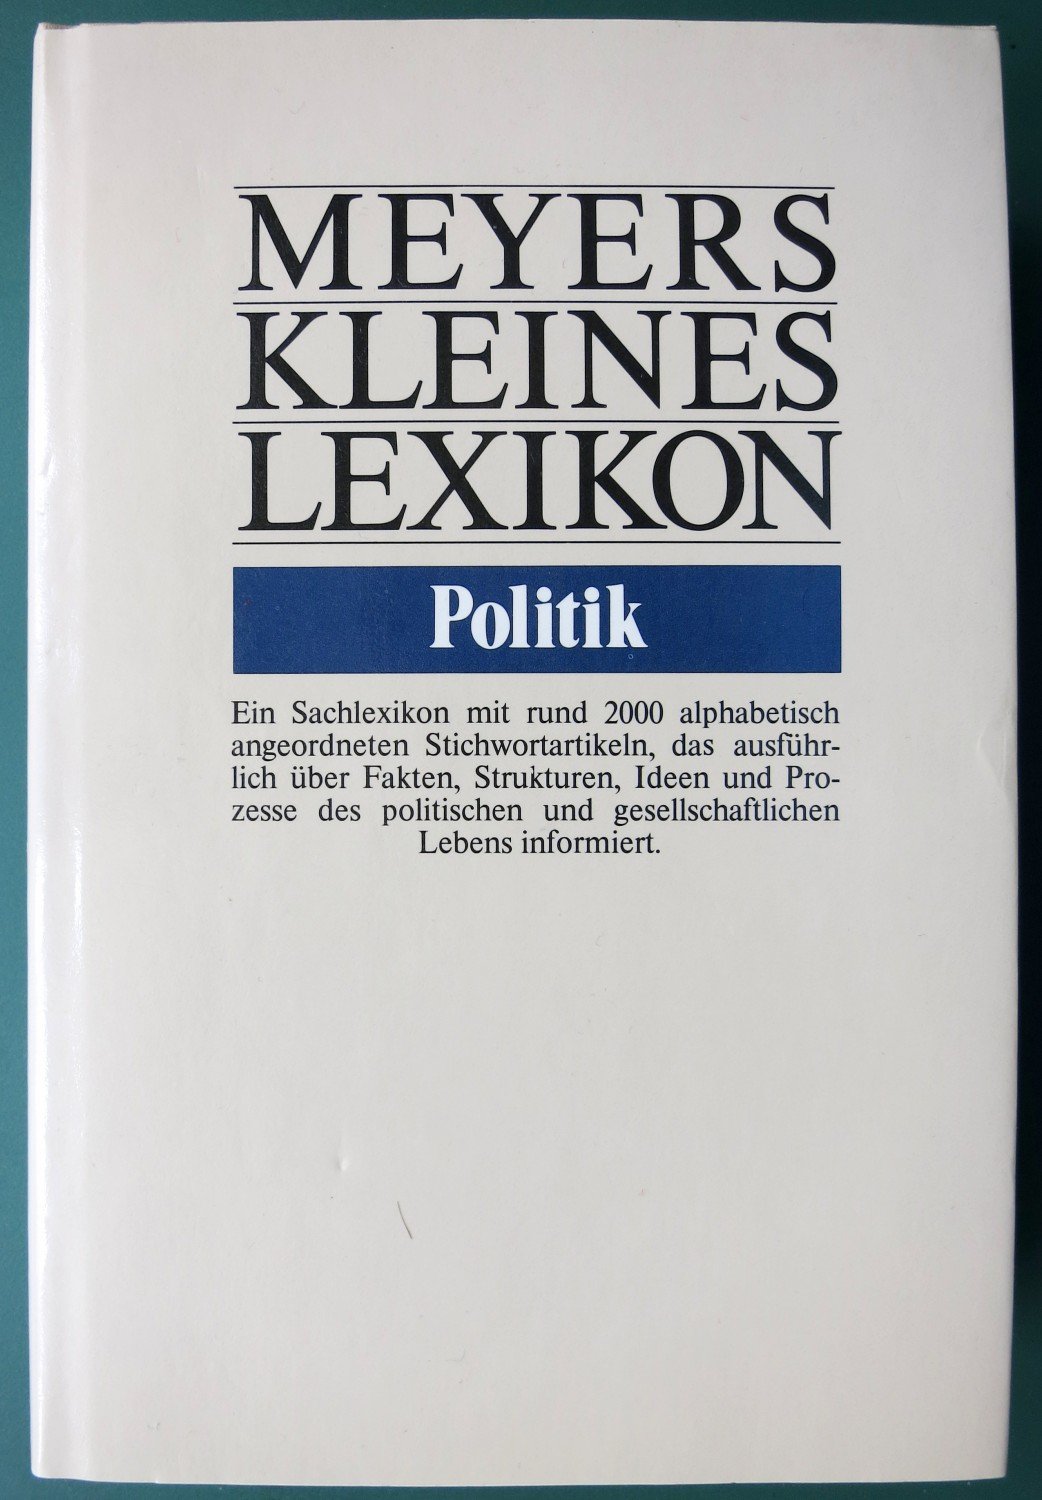 MEYERS
KLEINES
LEXIKON
Politik
Ein Sachlexikon mit rund 2000 alphabetisch
angeordneten Stichwortartikeln, das ausführ-
lich über Fakten, Strukturen, Ideen und Pro-
zesse des politischen und gesellschaftlichen
Lebens informiert.